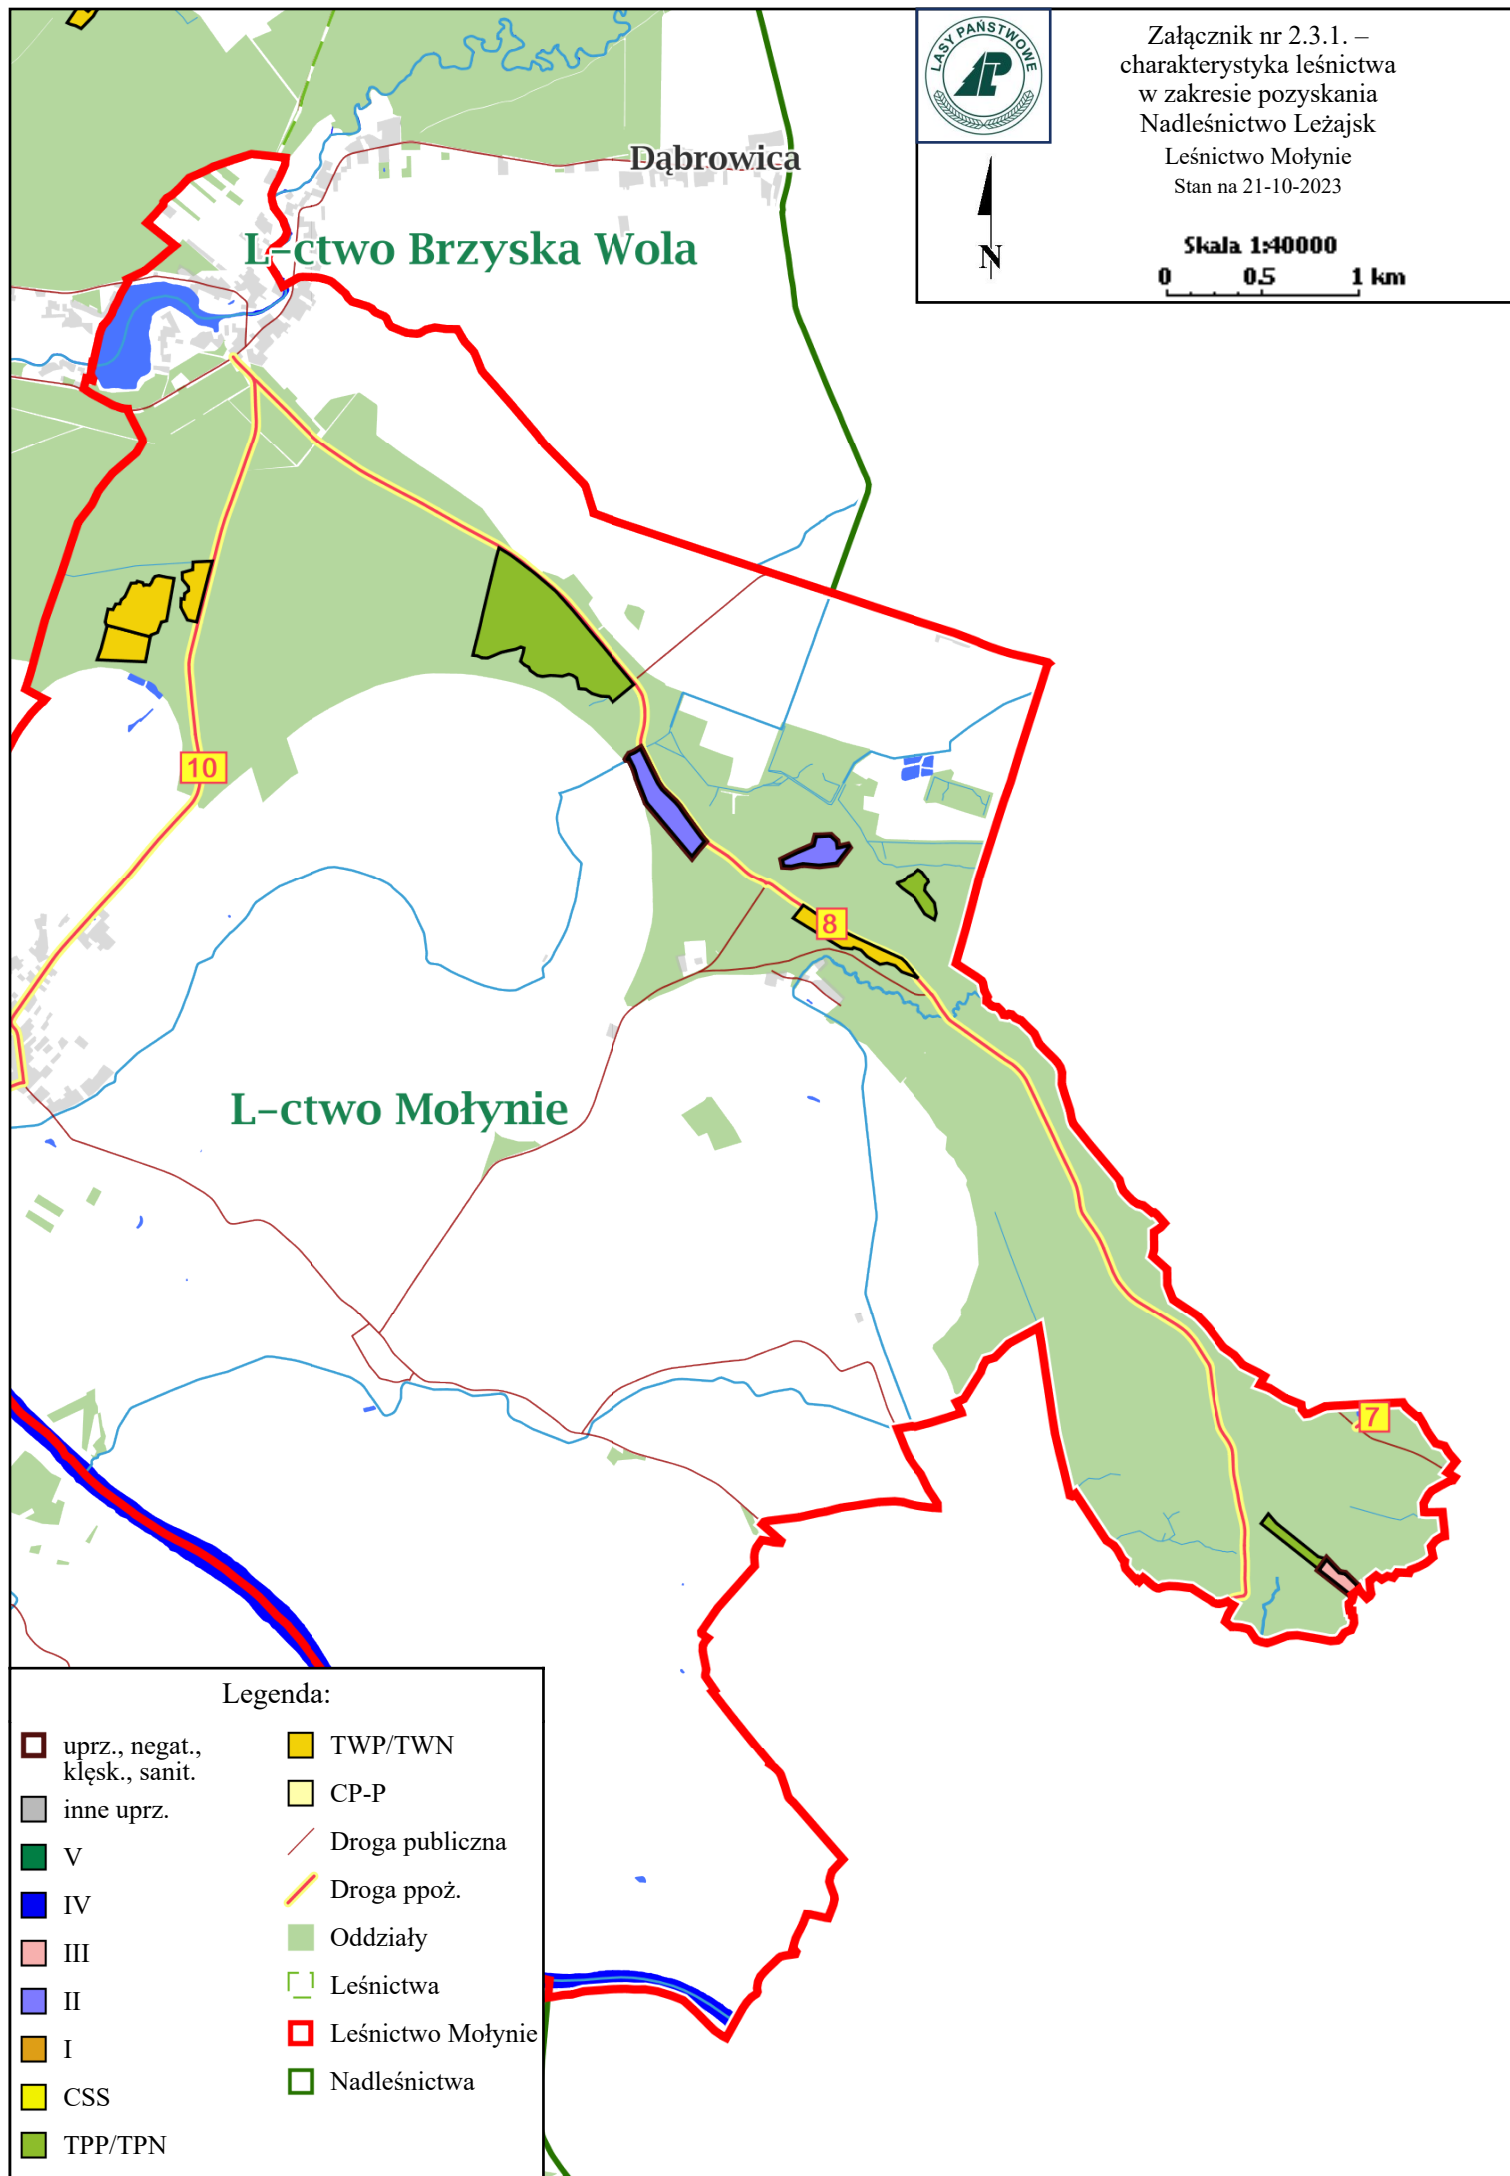 LASY PAŃSTWOWE
Załącznik nr 2.3.1. –
charakterystyka leśnictwa
w zakresie pozyskania
Nadleśnictwo Leżajsk
Leśnictwo Mołynie
Stan na 21-10-2023
N
Skala 1:40000
0 0.5 1 km
Dąbrowica
L-ctwo Brzyska Wola
10
8
L-ctwo Mołynie
7
Legenda:
uprz., negat.,
klęsk., sanit.
inne uprz.
V
IV
III
II
I
CSS
TPP/TPN
TWP/TWN
CP-P
Droga publiczna
Droga ppoż.
Oddziały
Leśnictwa
Leśnictwo Mołynie
Nadleśnictwa